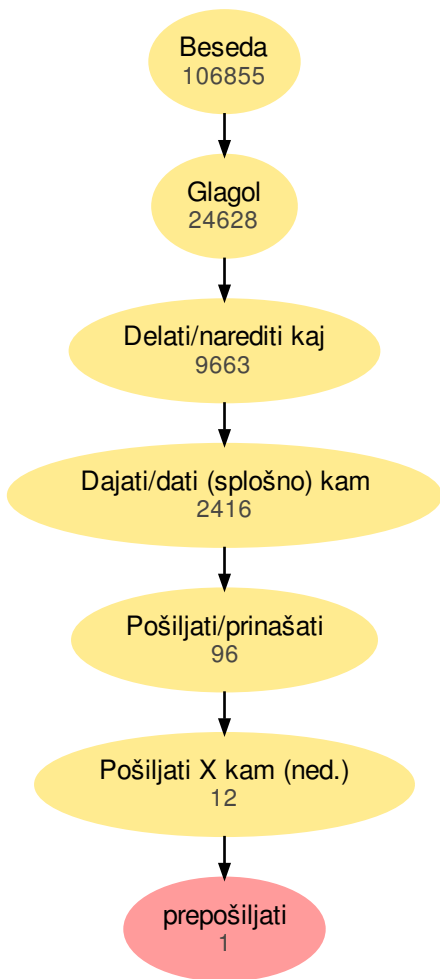 Beseda
106855
Glagol
24628
Delati/narediti kaj
9663
Dajati/dati (splošno) kam
2416
Pošiljati/prinašati
96
Pošiljati X kam (ned.)
12
prepošiljati
1